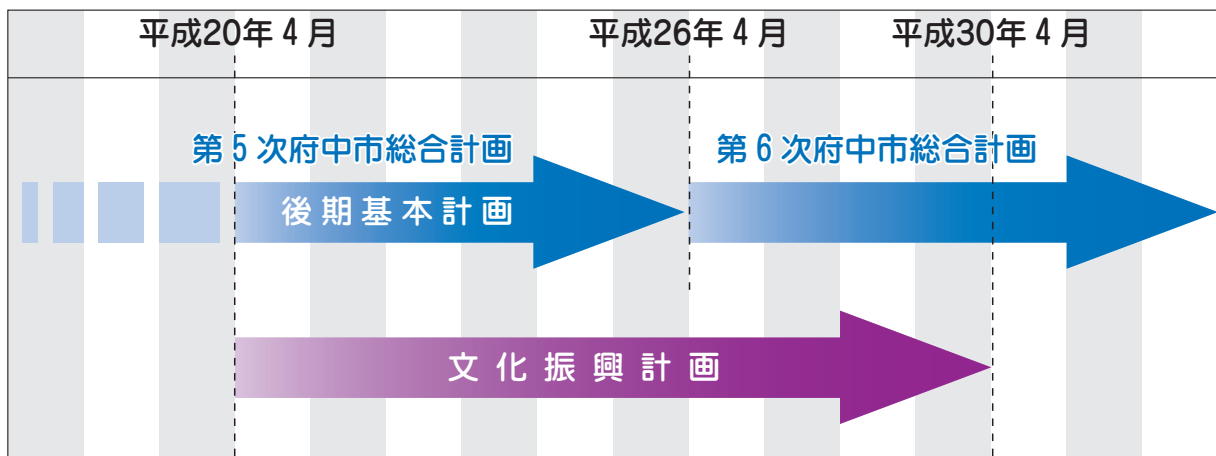 平成20年４月 平成26年４月 平成30年４月
第５次府中市総合計画 第６次府中市総合計画
後期基本計画
文化振興計画